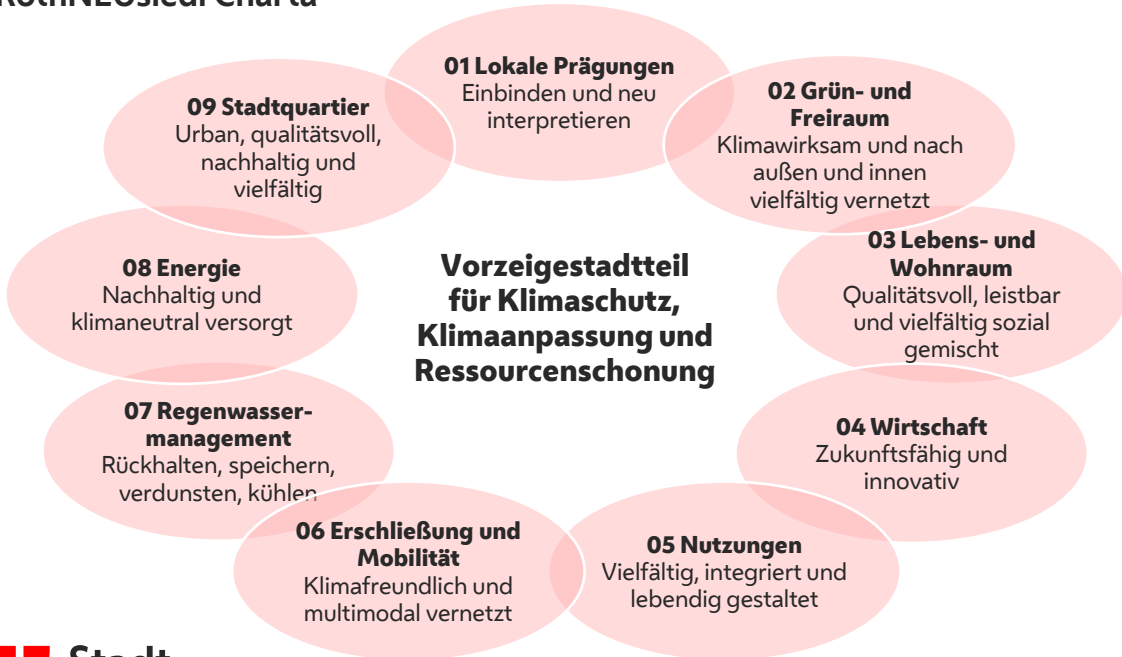 RothNEUsiedl Charta
01 Lokale Prägungen
Einbinden und neu
interpretieren
02 Grün- und
Freiraum
Klimawirksam und nach
außen und innen
vielfältig vernetzt
03 Lebens- und
Wohnraum
Qualitätsvoll, leistbar
und vielfältig sozial
gemischt
04 Wirtschaft
Zukunftsfähig und
innovativ
05 Nutzungen
Vielfältig, integriert und
lebendig gestaltet
06 Erschließung und
Mobilität
Klimafreundlich und
multimodal vernetzt
07 Regenwasser-
management
Rückhalten, speichern,
verdunsten, kühlen
08 Energie
Nachhaltig und
klimaneutral versorgt
09 Stadtquartier
Urban, qualitätsvoll,
nachhaltig und
vielfältig
Vorzeigestadtteil
für Klimaschutz,
Klimaanpassung und
Ressourcenschonung
Stadt